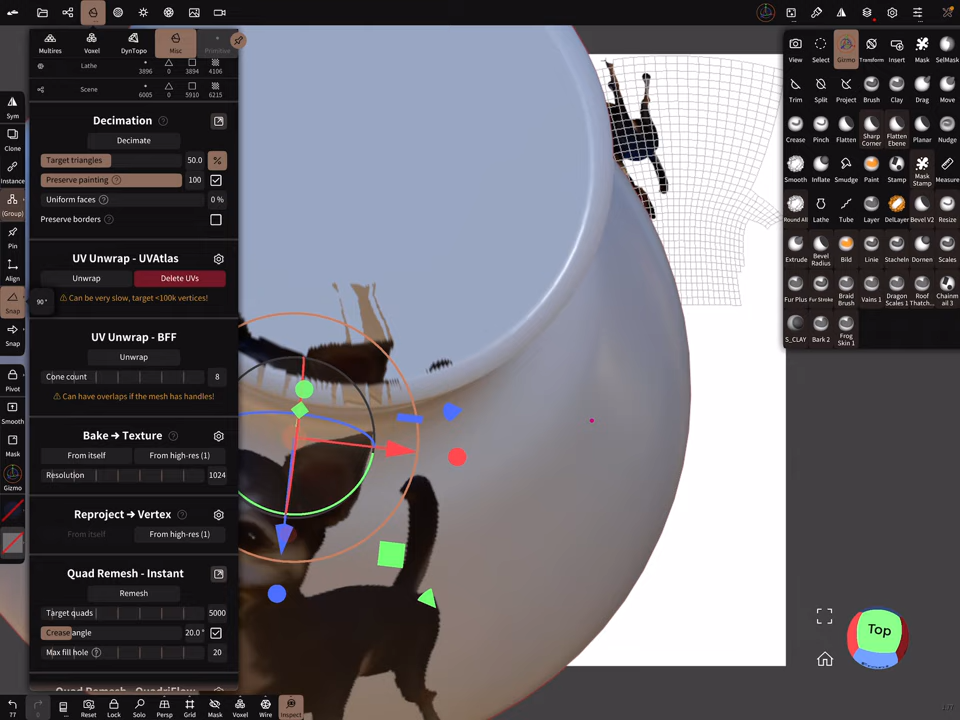 Multires Voxel DynTopo Misc Primitive
Lathe 3896 0 3894 4106
Scene 6005 0 5910 6215
Decimation ?
Decimate
Target triangles 50.0 %
Preserve painting ? 100
Uniform faces ? 0 %
Preserve borders ?
UV Unwrap - UVAtlas
Unwrap Delete UVs
⚠ Can be very slow, target <100k vertices!
UV Unwrap - BFF
Unwrap
Cone count 8
⚠ Can have overlaps if the mesh has handles!
Bake → Texture ?
From itself From high-res (1)
Resolution 1024
Reproject → Vertex ?
From itself From high-res (1)
Quad Remesh - Instant
Remesh
Target quads 5000
Crease angle 20.0 °
Max fill hole ? 20
Sym
Clone
Instance
(Group)
Pin
Align
Snap 90°
Snap
Pivot
Smooth
Mask
Gizmo
77 0 Reset Lock Solo Persp Grid Mask Voxel Wire Inspect
View Select Gizmo Transform Insert Mask SelMask
Trim Split Project Brush Clay Drag Move
Crease Pinch Flatten Sharp Corner Flatten Ebene Planar Nudge
Smooth Inflate Smudge Paint Stamp Mask Stamp Measure
Round All Lathe Tube Layer DelLayer Bevel V2 Resize
Extrude Bevel Radius Bild Linie Stacheln Dornen Scales
Fur Plus Fur Stroke Braid Brush Vains 1 Dragon Scales 1 Roof Thatch... Chainm ail 3
S_CLAY Bark 2 Frog Skin 1
Top